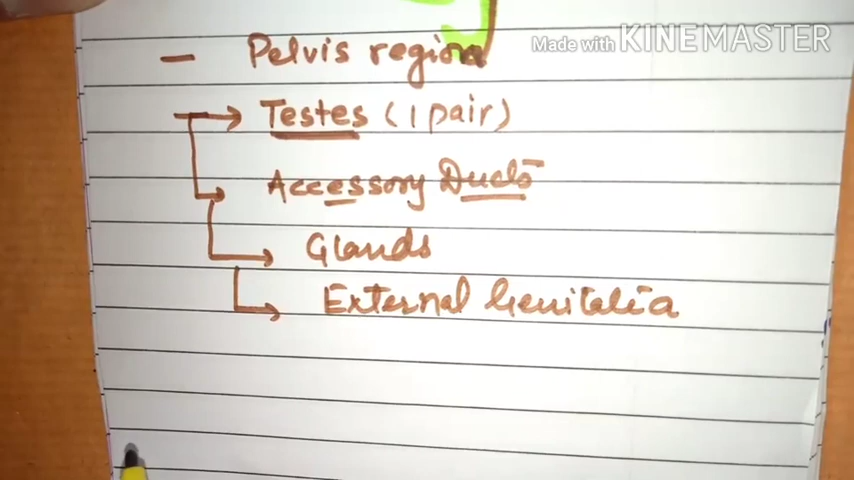 Made with KINEMASTER
- Pelvis region
→ Testes (1 pair)
→ Accessory Ducts
→ Glands
→ External Genitalia